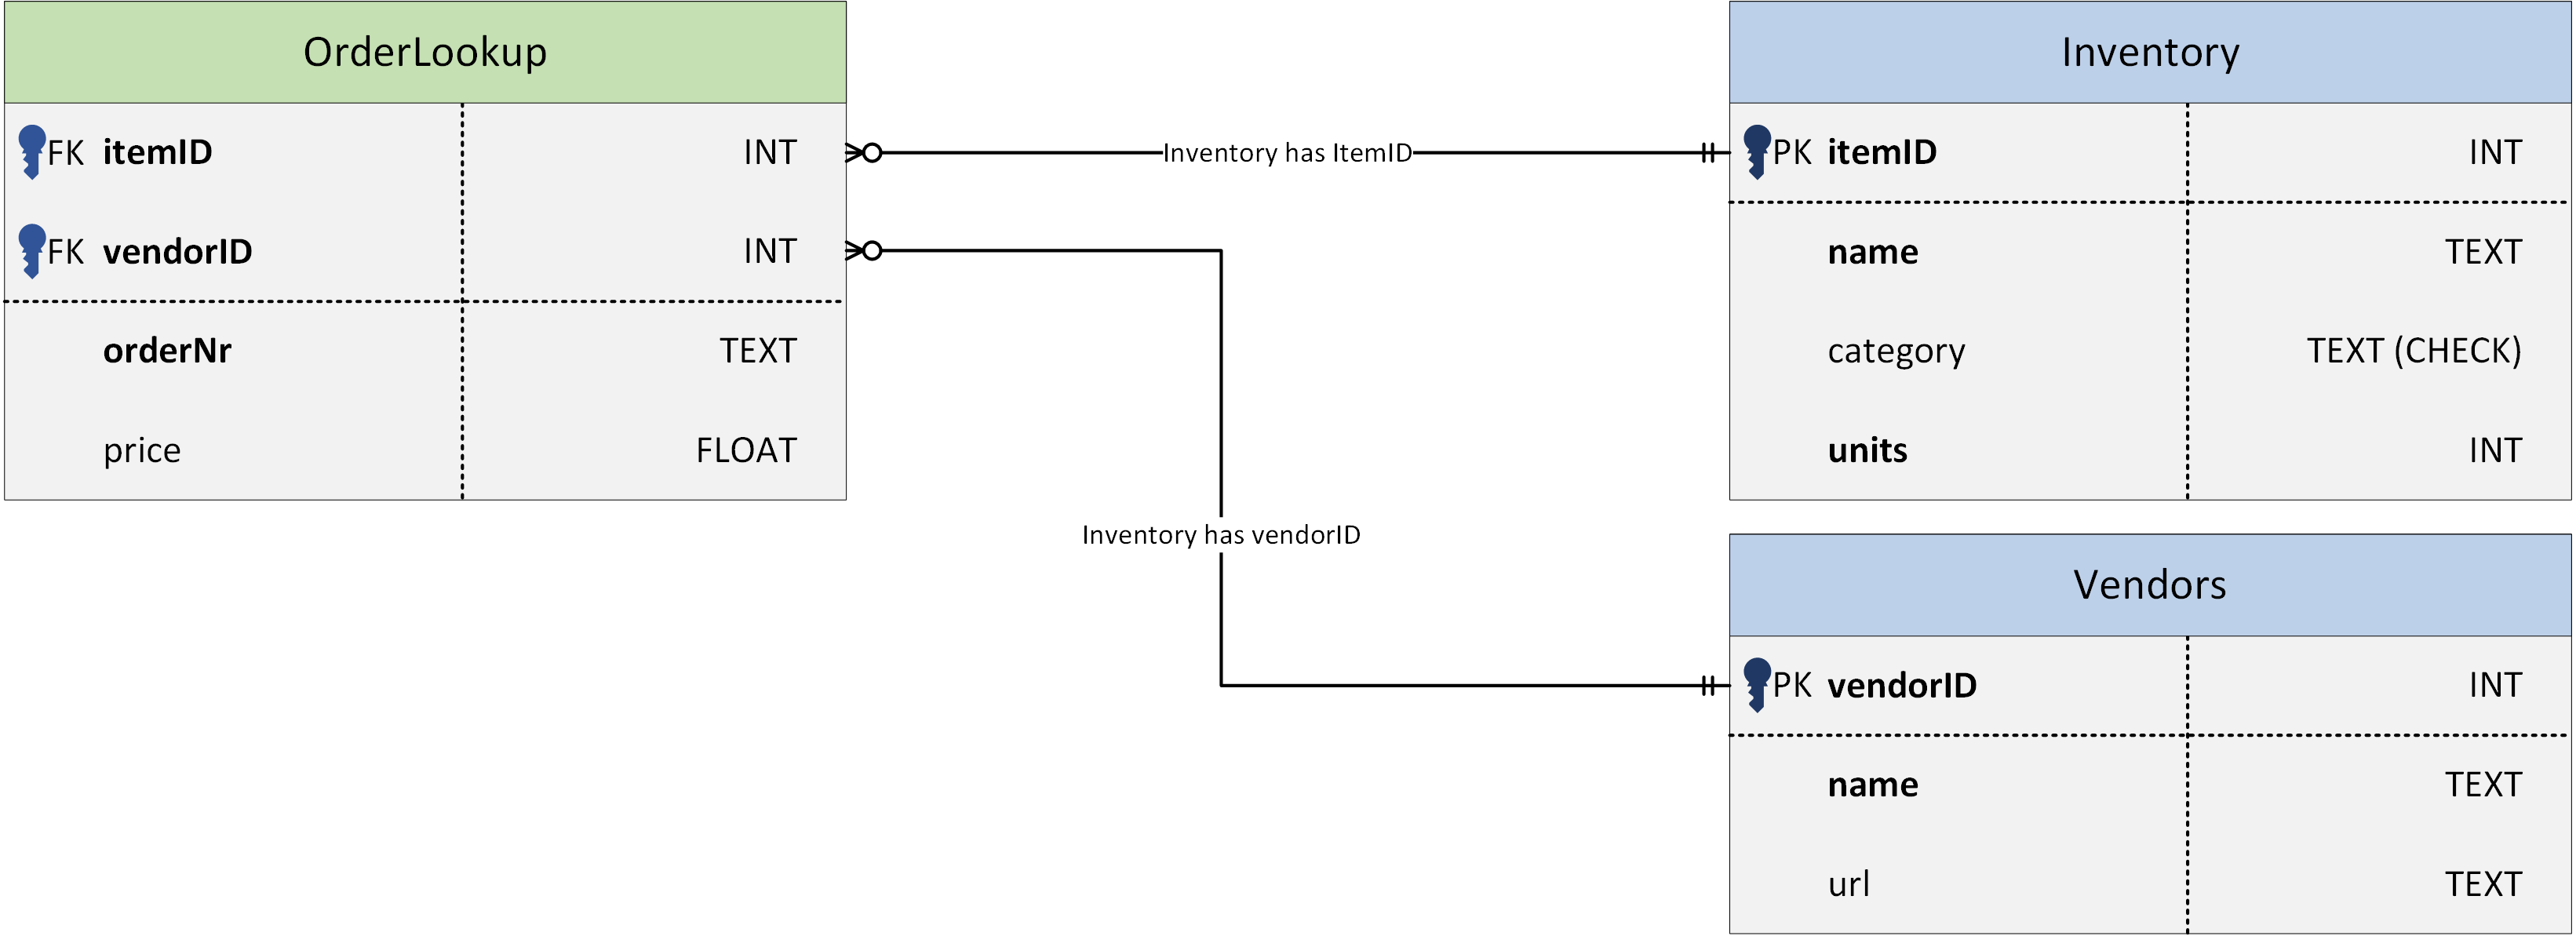 OrderLookup
FK itemID INT
FK vendorID INT
orderNr TEXT
price FLOAT
Inventory has ItemID
Inventory has vendorID
Inventory
PK itemID INT
name TEXT
category TEXT (CHECK)
units INT
Vendors
PK vendorID INT
name TEXT
url TEXT